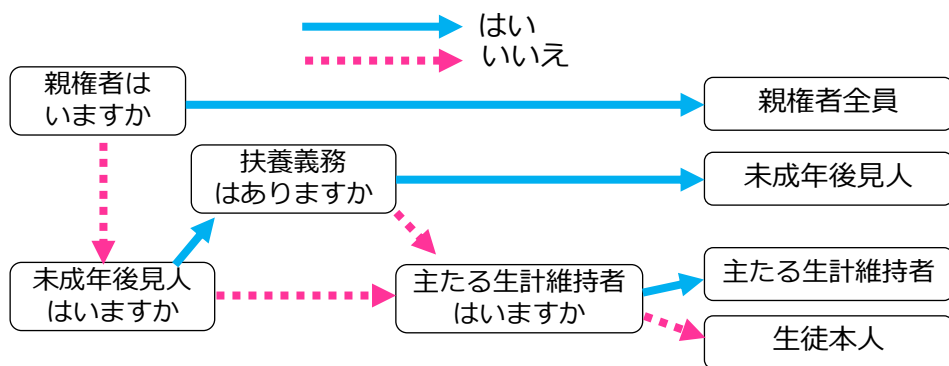 はい
いいえ
親権者は
いますか
親権者全員
扶養義務
はありますか
未成年後見人
未成年後見人
はいますか
主たる生計維持者
はいますか
主たる生計維持者
生徒本人